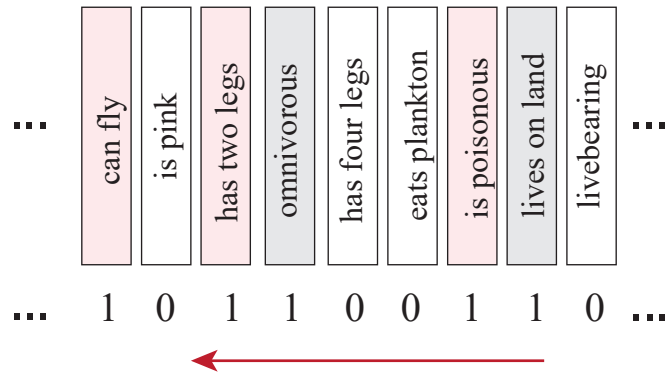 ... can fly is pink has two legs omnivorous has four legs eats plankton is poisonous lives on land livebearing ...
... 1 0 1 1 0 0 1 1 0 ...